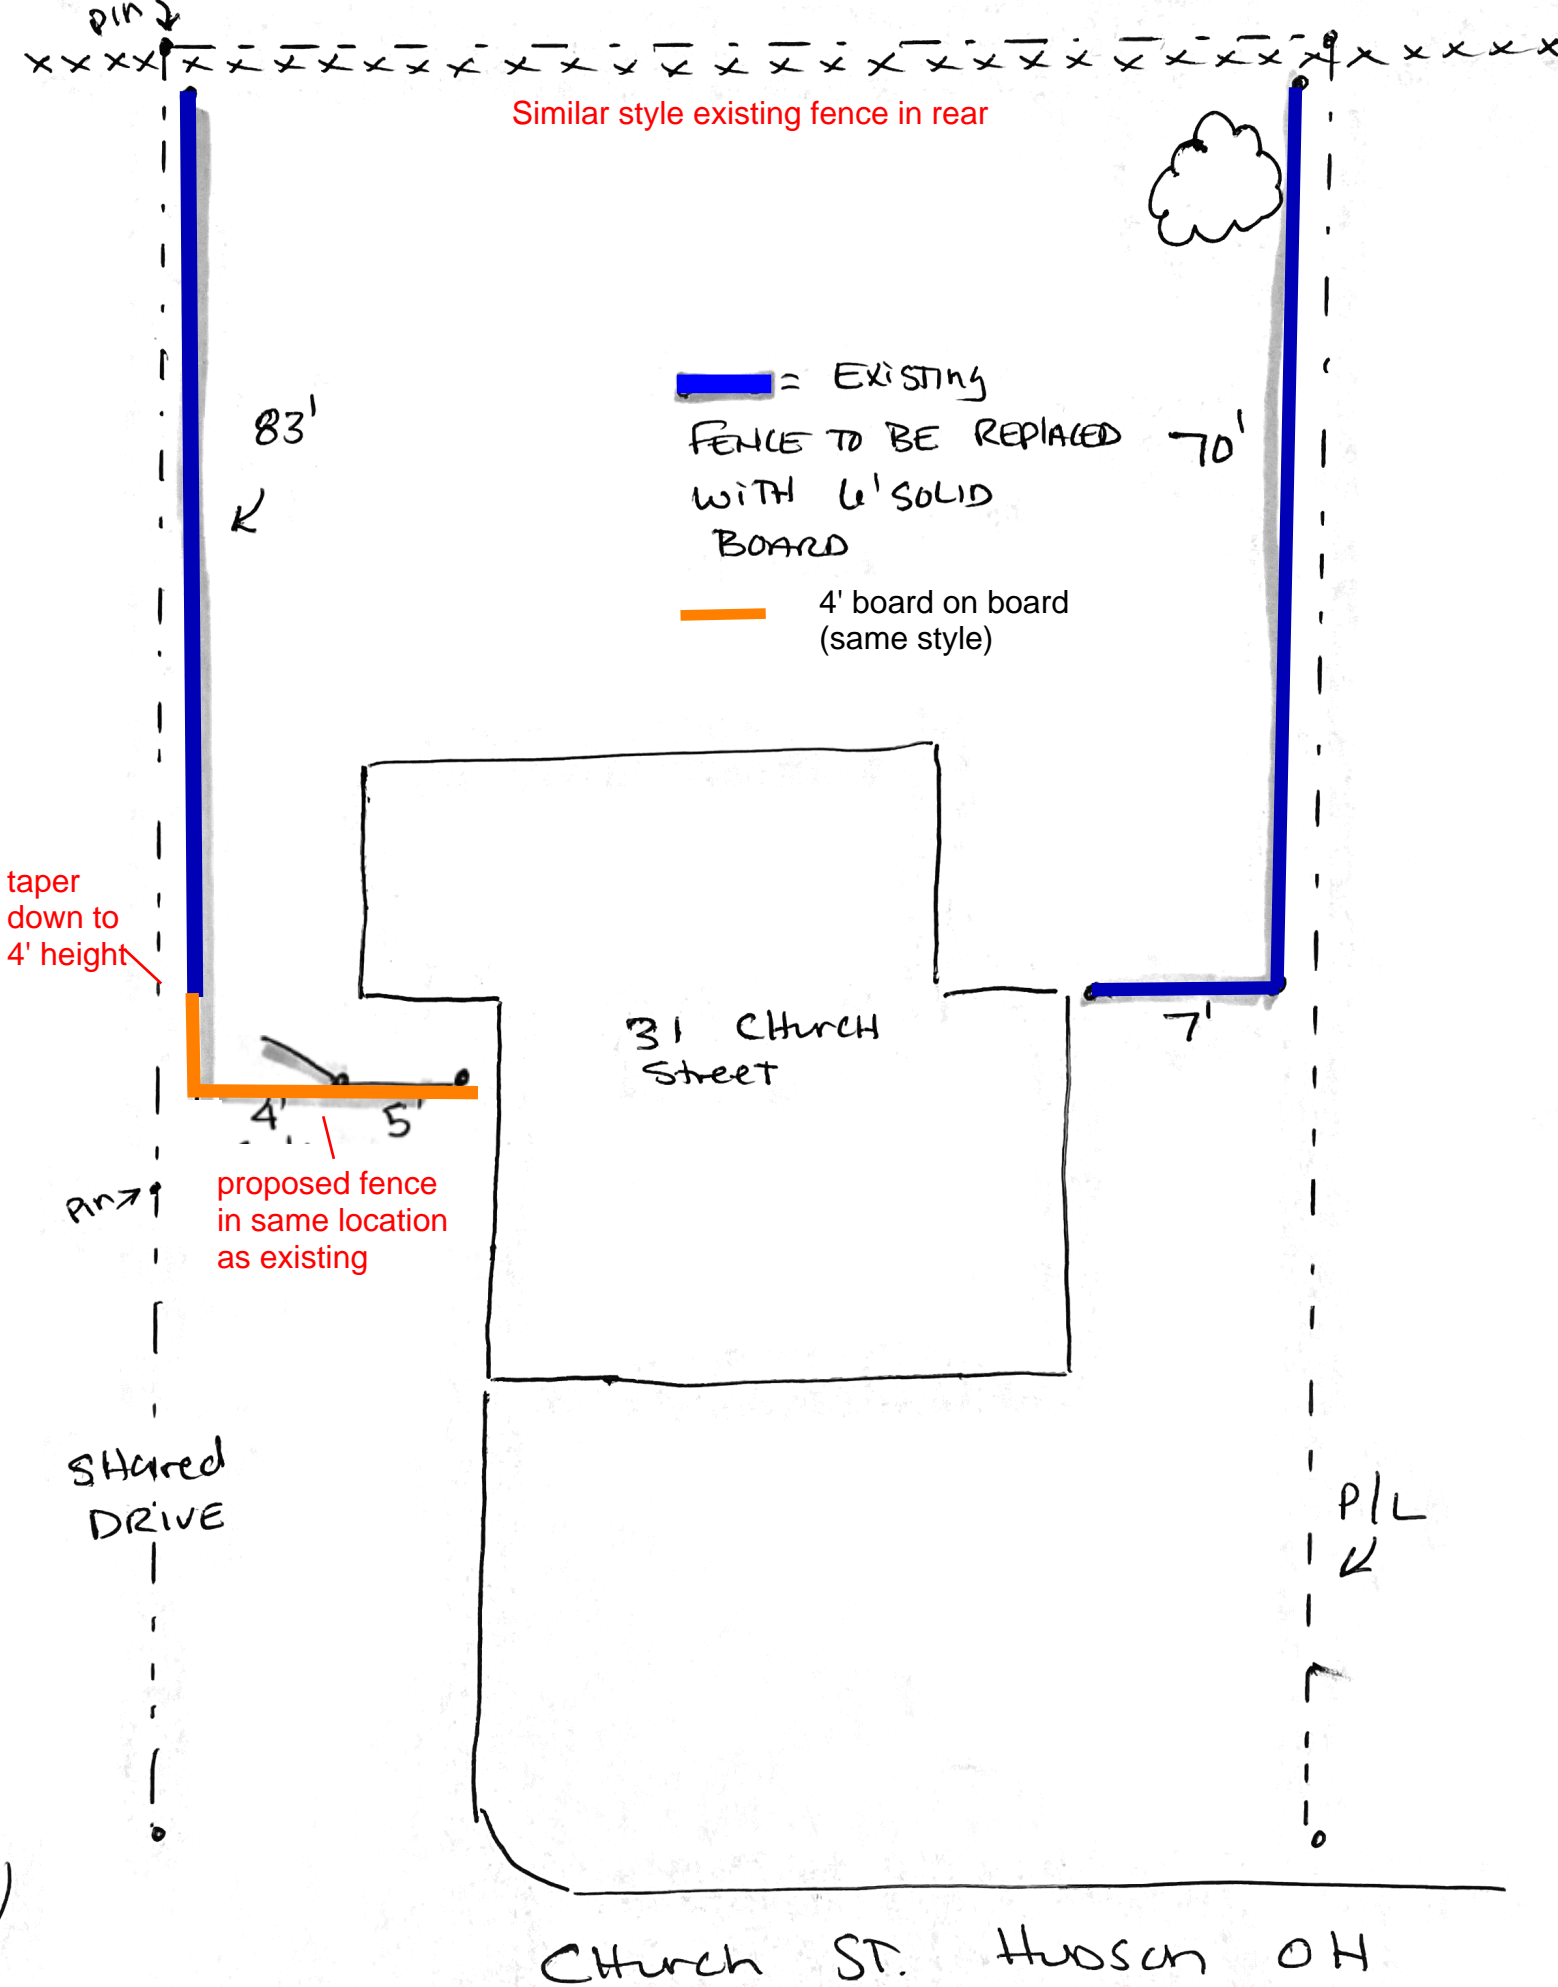 pin
x x x x x x x x x x x x x x x x x x x x x x x x x x x x x x
Similar style existing fence in rear
= Existing
FENCE TO BE REPLACED
WITH 6' SOLID
BOARD
83'
70'
4' board on board
(same style)
taper
down to
4' height
31 CHurcH
Street
7'
4' 5'
pin
proposed fence
in same location
as existing
SHared
DRIVE
P/L
CHurch ST. Hudson OH